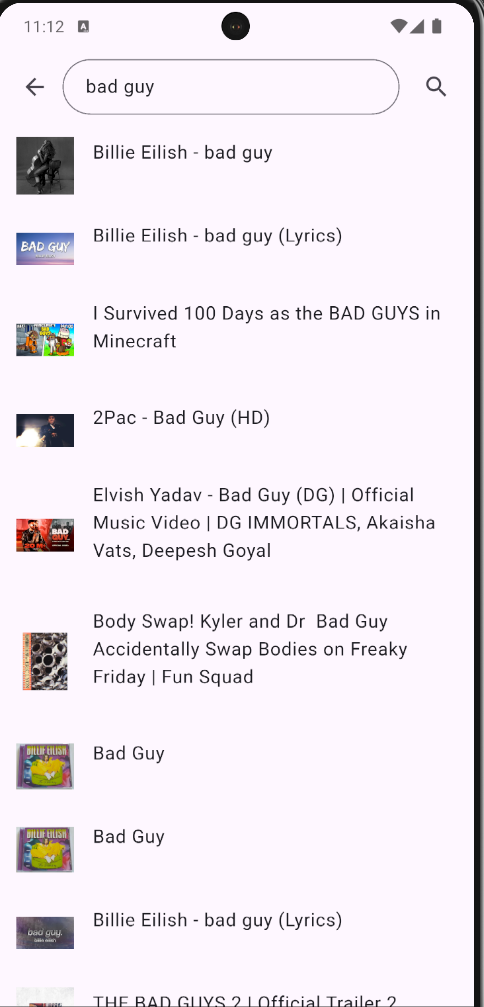 11:12
bad guy
Billie Eilish - bad guy
BAD GUY
Billie Eilish - bad guy (Lyrics)
I Survived 100 Days as the BAD GUYS in
Minecraft
2Pac - Bad Guy (HD)
Elvish Yadav - Bad Guy (DG) | Official
Music Video | DG IMMORTALS, Akaisha
Vats, Deepesh Goyal
BAD
GUY
Body Swap! Kyler and Dr  Bad Guy
Accidentally Swap Bodies on Freaky
Friday | Fun Squad
BILLIE EILISH
Bad Guy
BILLIE EILISH
Bad Guy
bad guy.
billie eilish
Billie Eilish - bad guy (Lyrics)
THE BAD GUYS 2 | Official Trailer 2